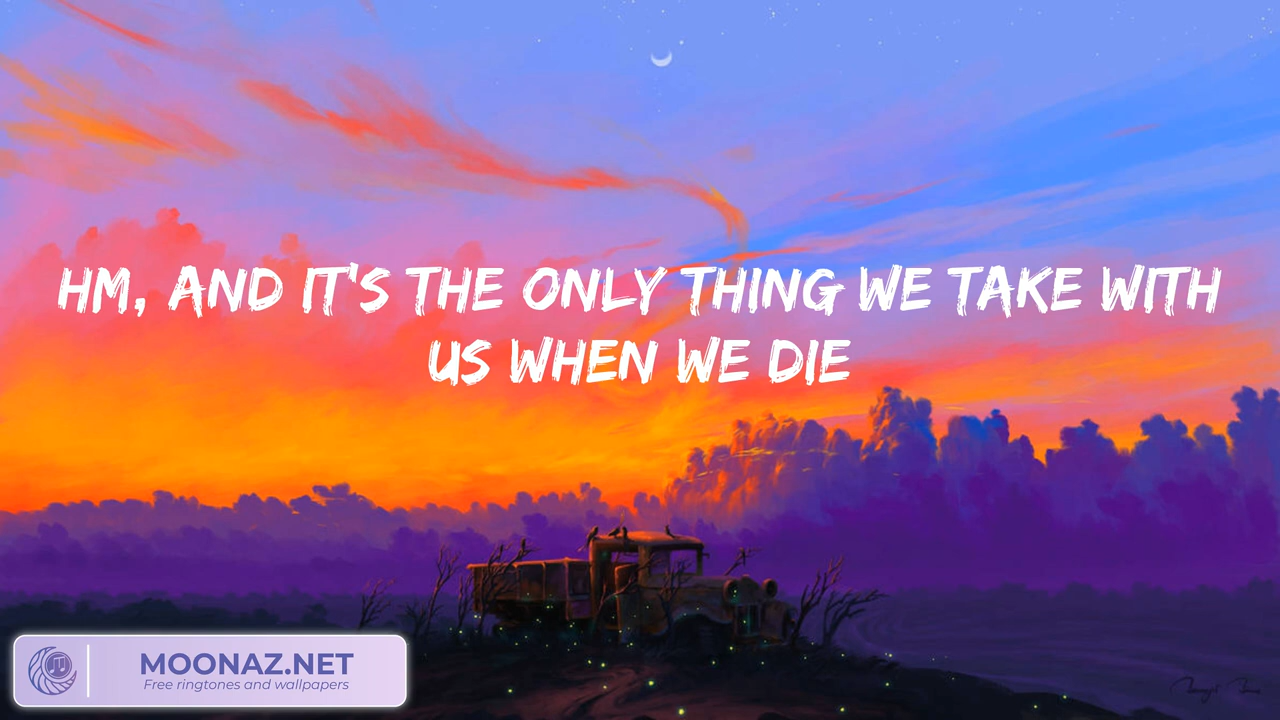 HM, AND IT'S THE ONLY THING WE TAKE WITH
US WHEN WE DIE
MOONAZ.NET
Free ringtones and wallpapers